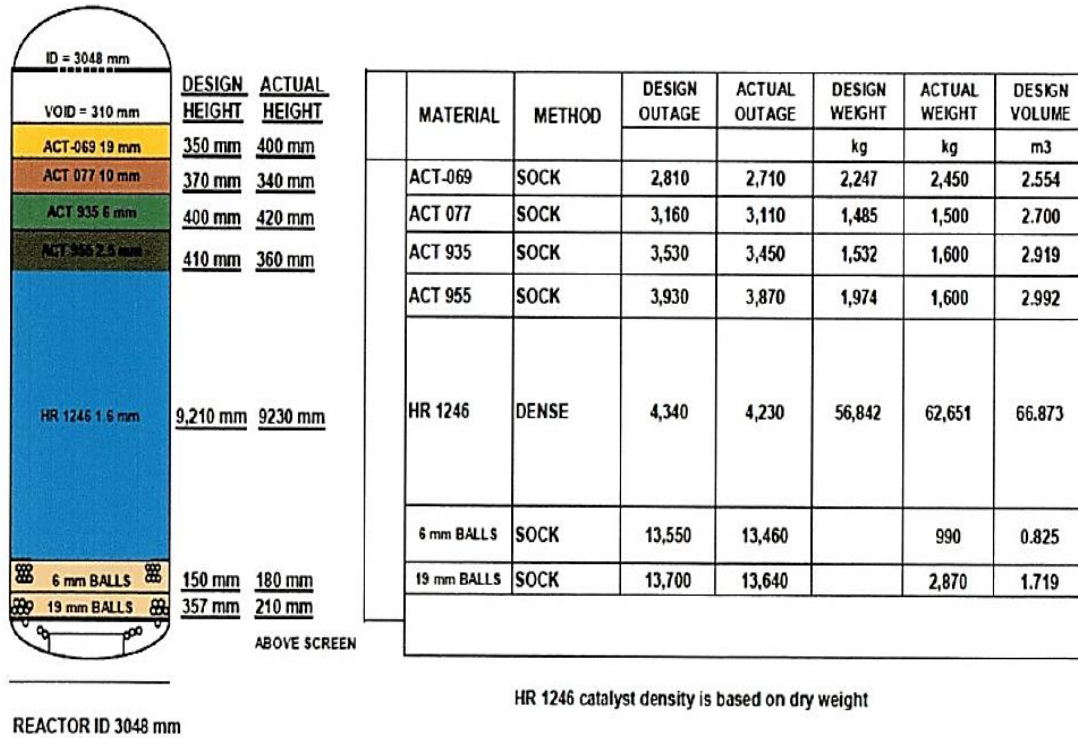 ID = 3048 mm
DESIGN HEIGHT
ACTUAL HEIGHT
VOID = 310 mm
ACT-069 19 mm 350 mm 400 mm
ACT 077 10 mm 370 mm 340 mm
ACT 935 6 mm 400 mm 420 mm
ACT 955 2.5 mm 410 mm 360 mm
HR 1246 1.6 mm 9,210 mm 9230 mm
6 mm BALLS 150 mm 180 mm
19 mm BALLS 357 mm 210 mm
ABOVE SCREEN
REACTOR ID 3048 mm
MATERIAL METHOD DESIGN OUTAGE ACTUAL OUTAGE DESIGN WEIGHT ACTUAL WEIGHT DESIGN VOLUME
kg kg m3
ACT-069 SOCK 2,810 2,710 2,247 2,450 2.554
ACT 077 SOCK 3,160 3,110 1,485 1,500 2.700
ACT 935 SOCK 3,530 3,450 1,532 1,600 2.919
ACT 955 SOCK 3,930 3,870 1,974 1,600 2.992
HR 1246 DENSE 4,340 4,230 56,842 62,651 66.873
6 mm BALLS SOCK 13,550 13,460 990 0.825
19 mm BALLS SOCK 13,700 13,640 2,870 1.719
HR 1246 catalyst density is based on dry weight